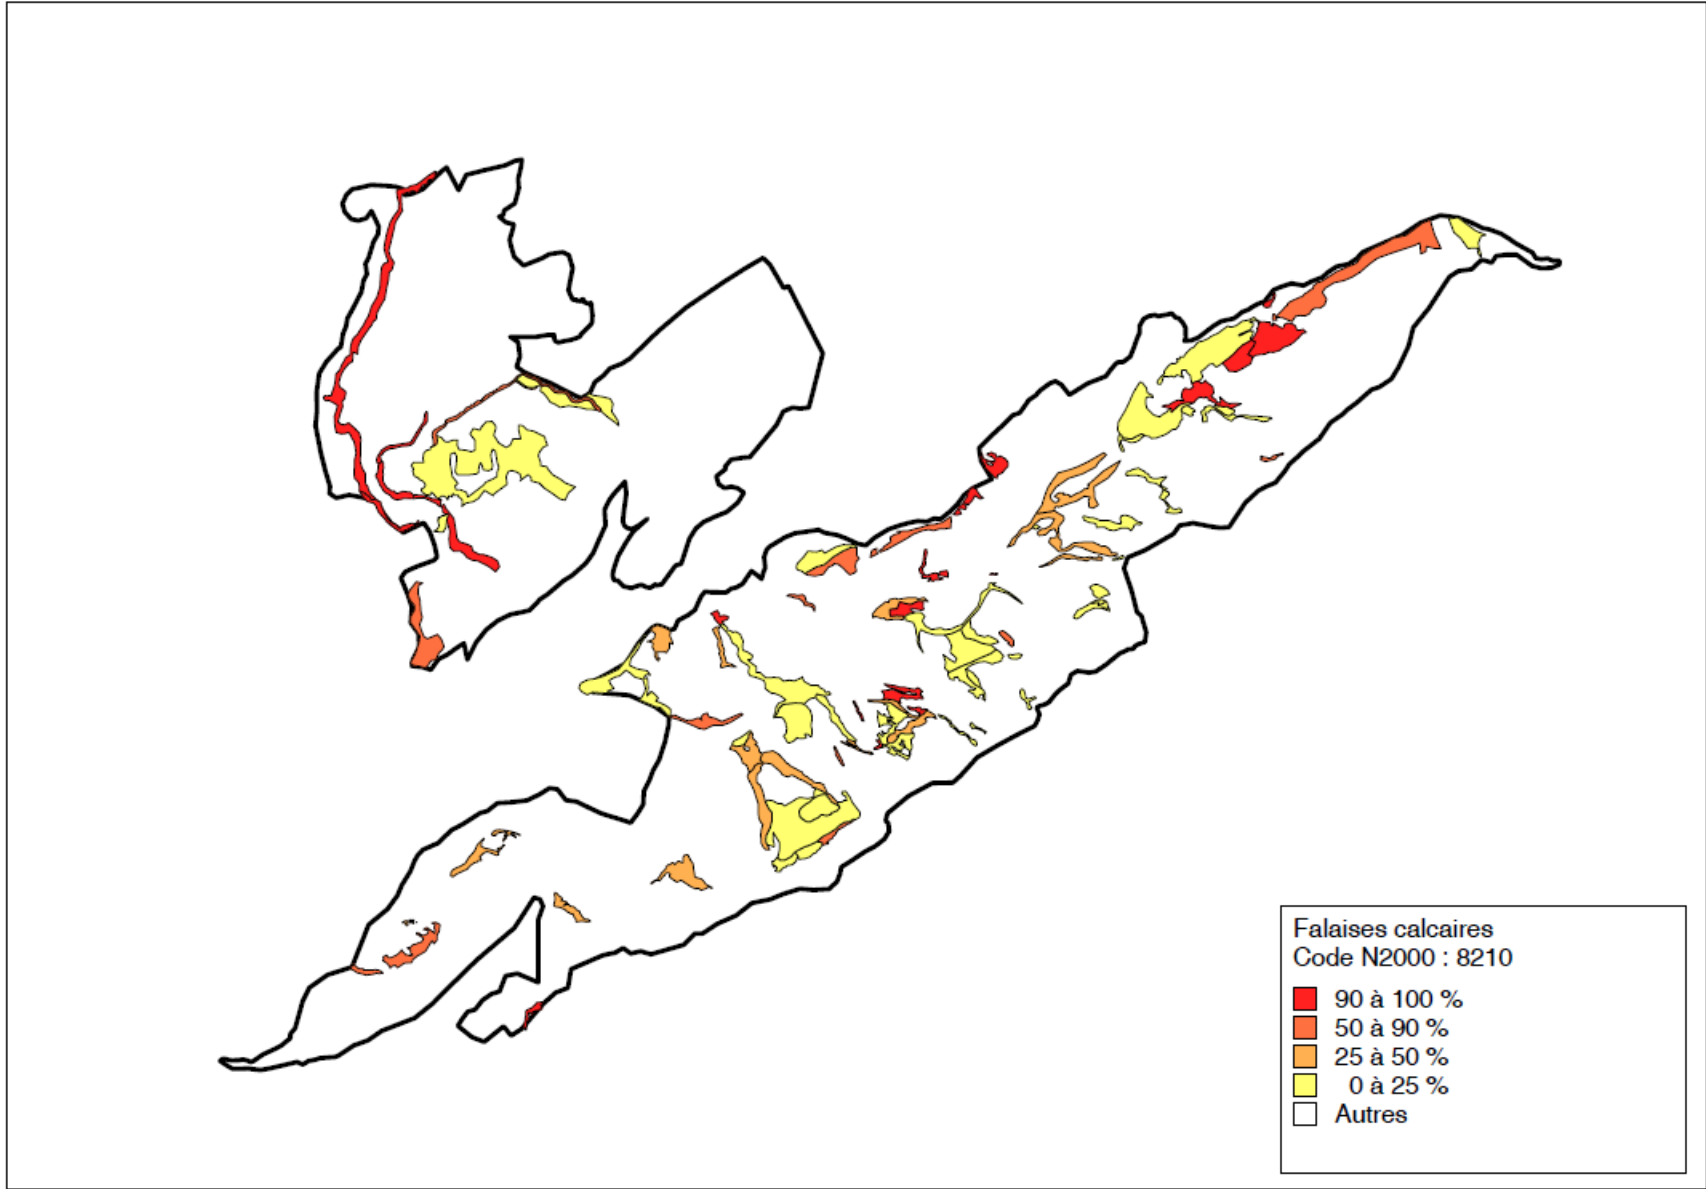 Falaises calcaires
Code N2000 : 8210
90 à 100 %
50 à 90 %
25 à 50 %
0 à 25 %
Autres